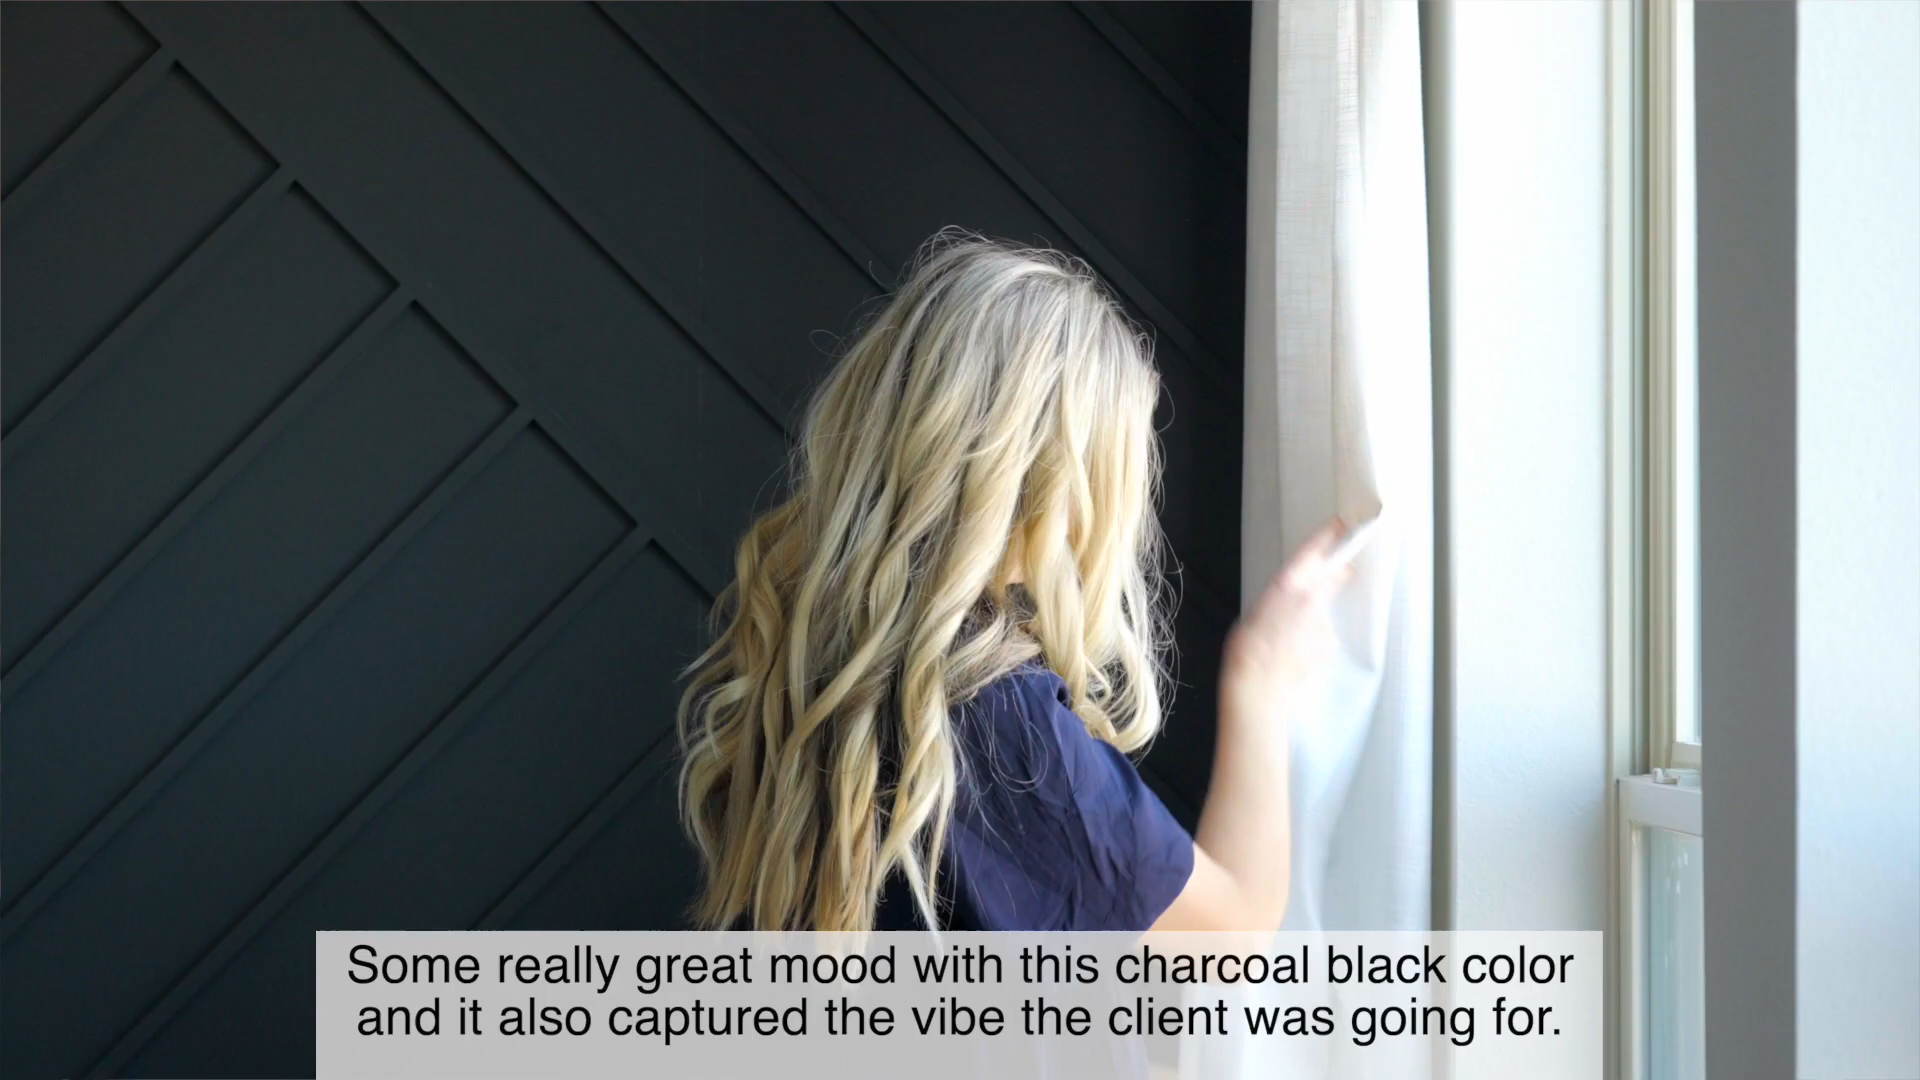 Some really great mood with this charcoal black color
and it also captured the vibe the client was going for.